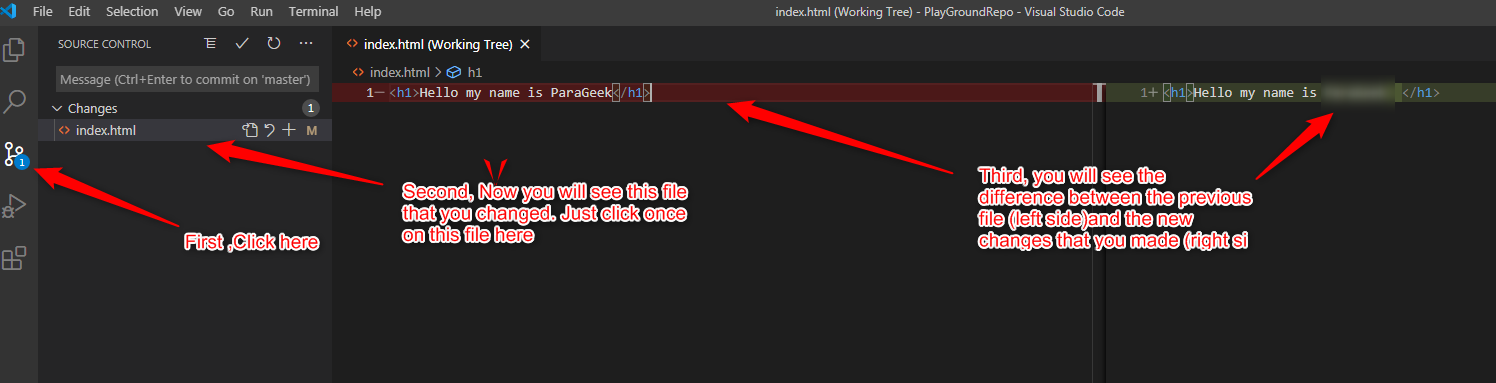 File Edit Selection View Go Run Terminal Help
index.html (Working Tree) - PlayGroundRepo - Visual Studio Code
SOURCE CONTROL
Message (Ctrl+Enter to commit on 'master')
Changes 1
index.html M
1
index.html (Working Tree)
index.html > h1
1 <h1>Hello my name is ParaGeek</h1>
1+ <h1>Hello my name is </h1>
First ,Click here
Second, Now you will see this file
that you changed. Just click once
on this file here
Third, you will see the
difference between the previous
file (left side)and the new
changes that you made (right si